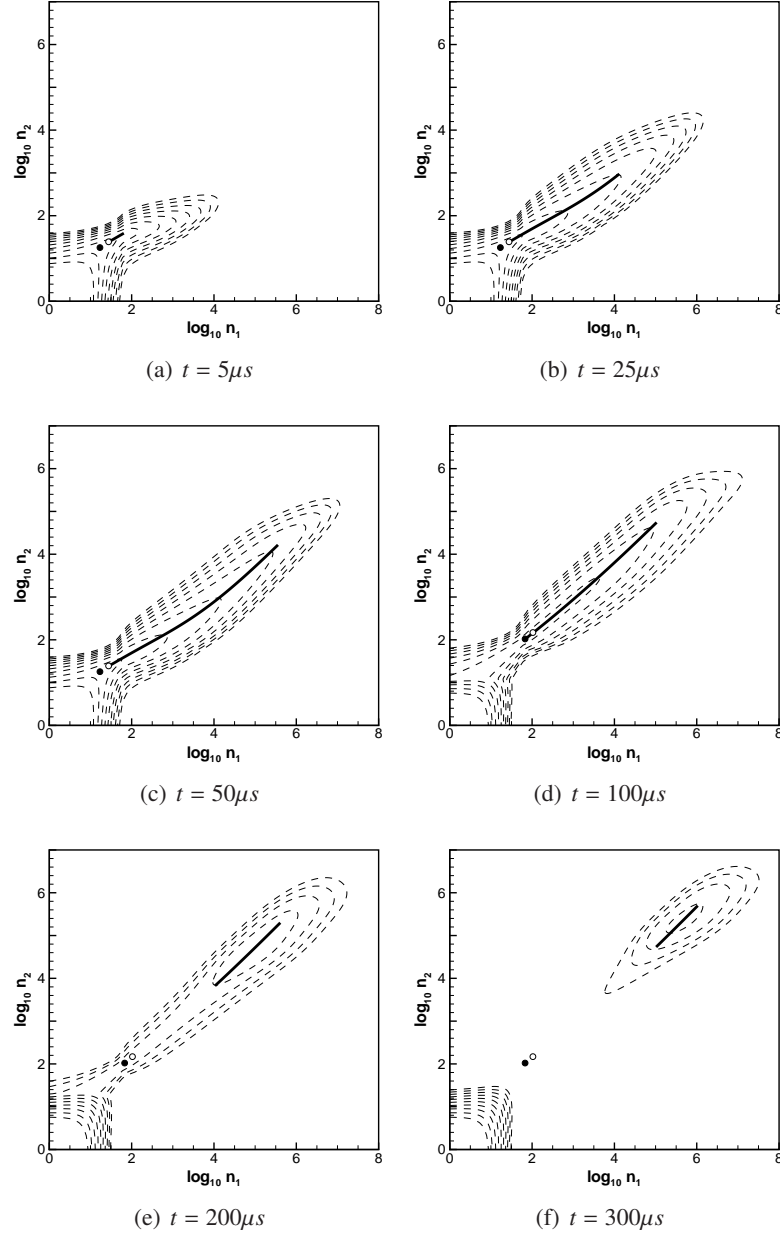 6
4
2
0
log₁₀ n₂
0 2 4 6 8
log₁₀ n₁
(a) t = 5μs
6
4
2
0
log₁₀ n₂
0 2 4 6 8
log₁₀ n₁
(b) t = 25μs
6
4
2
0
log₁₀ n₂
0 2 4 6 8
log₁₀ n₁
(c) t = 50μs
6
4
2
0
log₁₀ n₂
0 2 4 6 8
log₁₀ n₁
(d) t = 100μs
6
4
2
0
log₁₀ n₂
0 2 4 6 8
log₁₀ n₁
(e) t = 200μs
6
4
2
0
log₁₀ n₂
0 2 4 6 8
log₁₀ n₁
(f) t = 300μs